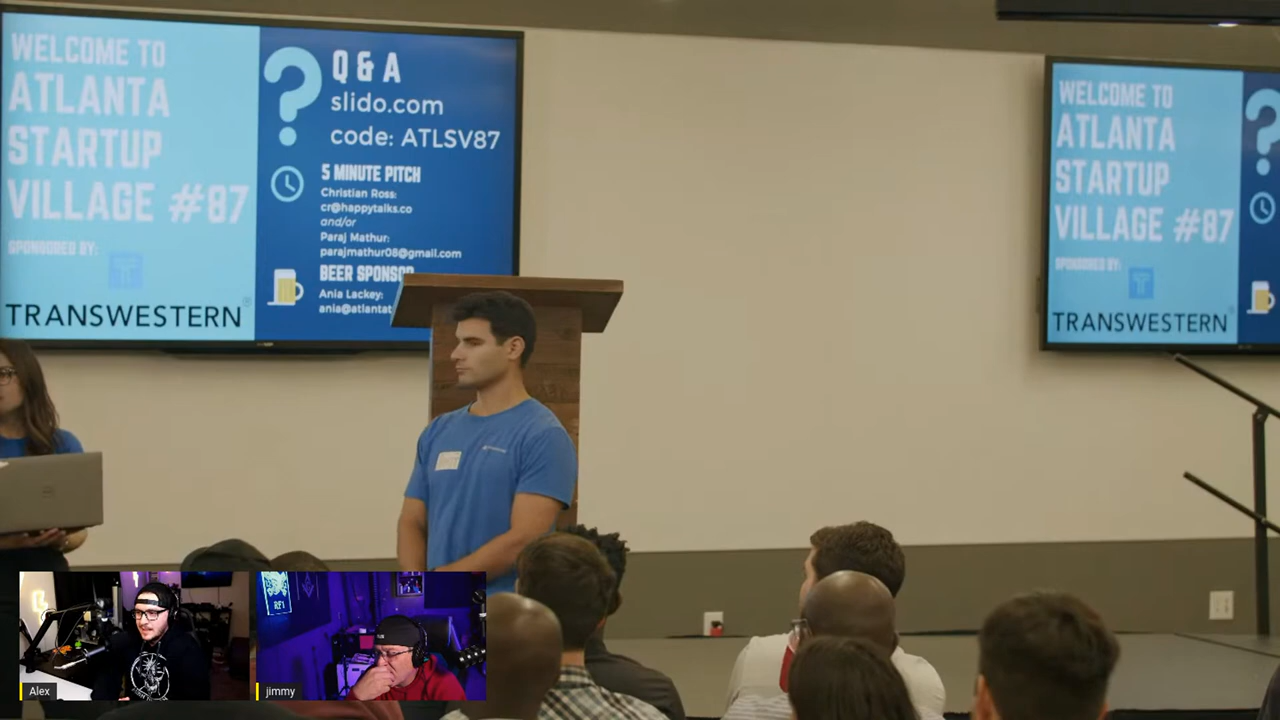 WELCOME TO
ATLANTA
STARTUP
VILLAGE #87
SPONSORED BY:
TRANSWESTERN
Q & A
slido.com
code: ATLSV87
5 MINUTE PITCH
Christian Ross:
cr@happytalks.co
and/or
Paraj Mathur:
parajmathur08@gmail.com
BEER SPONSOR
Ania Lackey:
ania@atlantat
WELCOME TO
ATLANTA
STARTUP
VILLAGE #87
SPONSORED BY:
TRANSWESTERN
Alex
jimmy